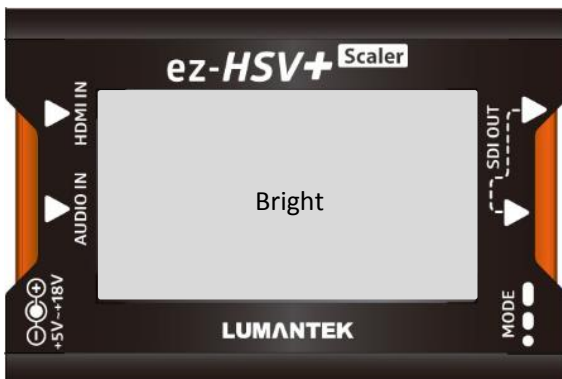 ez-HSV+ Scaler
HDMI IN
AUDIO IN
+5V~+18V
Bright
SDI OUT
MODE
LUMANTEK